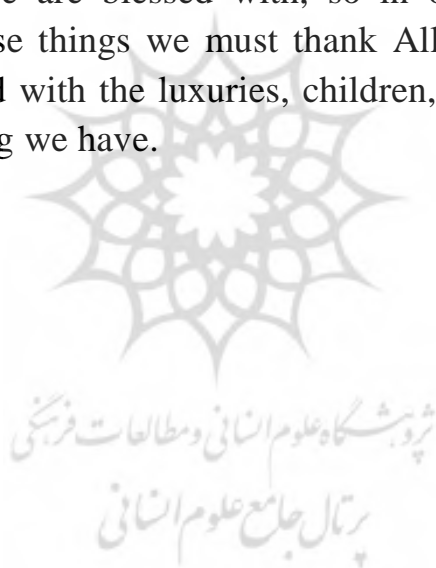 e are blessed with, so in o
se things we must thank All
d with the luxuries, children,
g we have.
پژوهشگاه علوم انسانی و مطالعات فرهنگی
پرتال جامع علوم انسانی